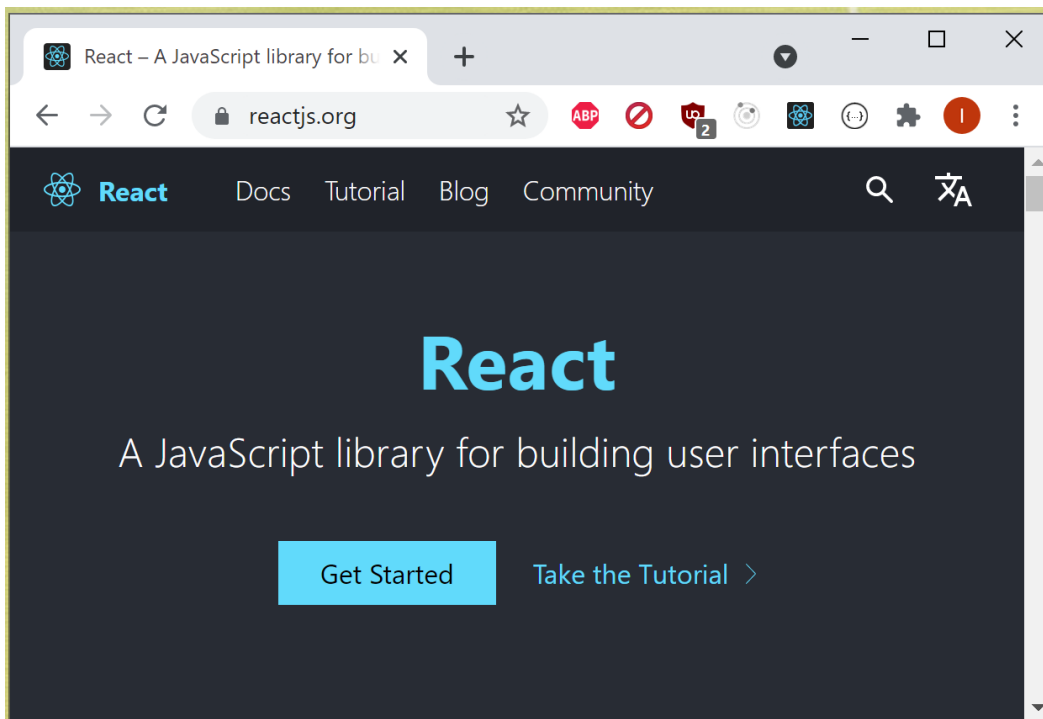 React – A JavaScript library for bu
reactjs.org
ABP
2
{…}
I
React
Docs Tutorial Blog Community
React
A JavaScript library for building user interfaces
Get Started Take the Tutorial